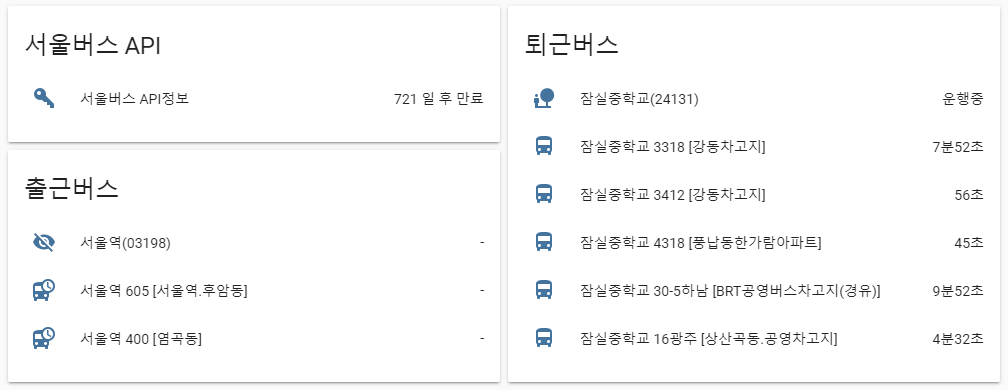 서울버스 API
서울버스 API정보 721 일 후 만료
출근버스
서울역(03198) -
서울역 605 [서울역.후암동] -
서울역 400 [염곡동] -
퇴근버스
잠실중학교(24131) 운행중
잠실중학교 3318 [강동차고지] 7분52초
잠실중학교 3412 [강동차고지] 56초
잠실중학교 4318 [풍납동한가람아파트] 45초
잠실중학교 30-5하남 [BRT공영버스차고지(경유)] 9분52초
잠실중학교 16광주 [상산곡동.공영차고지] 4분32초